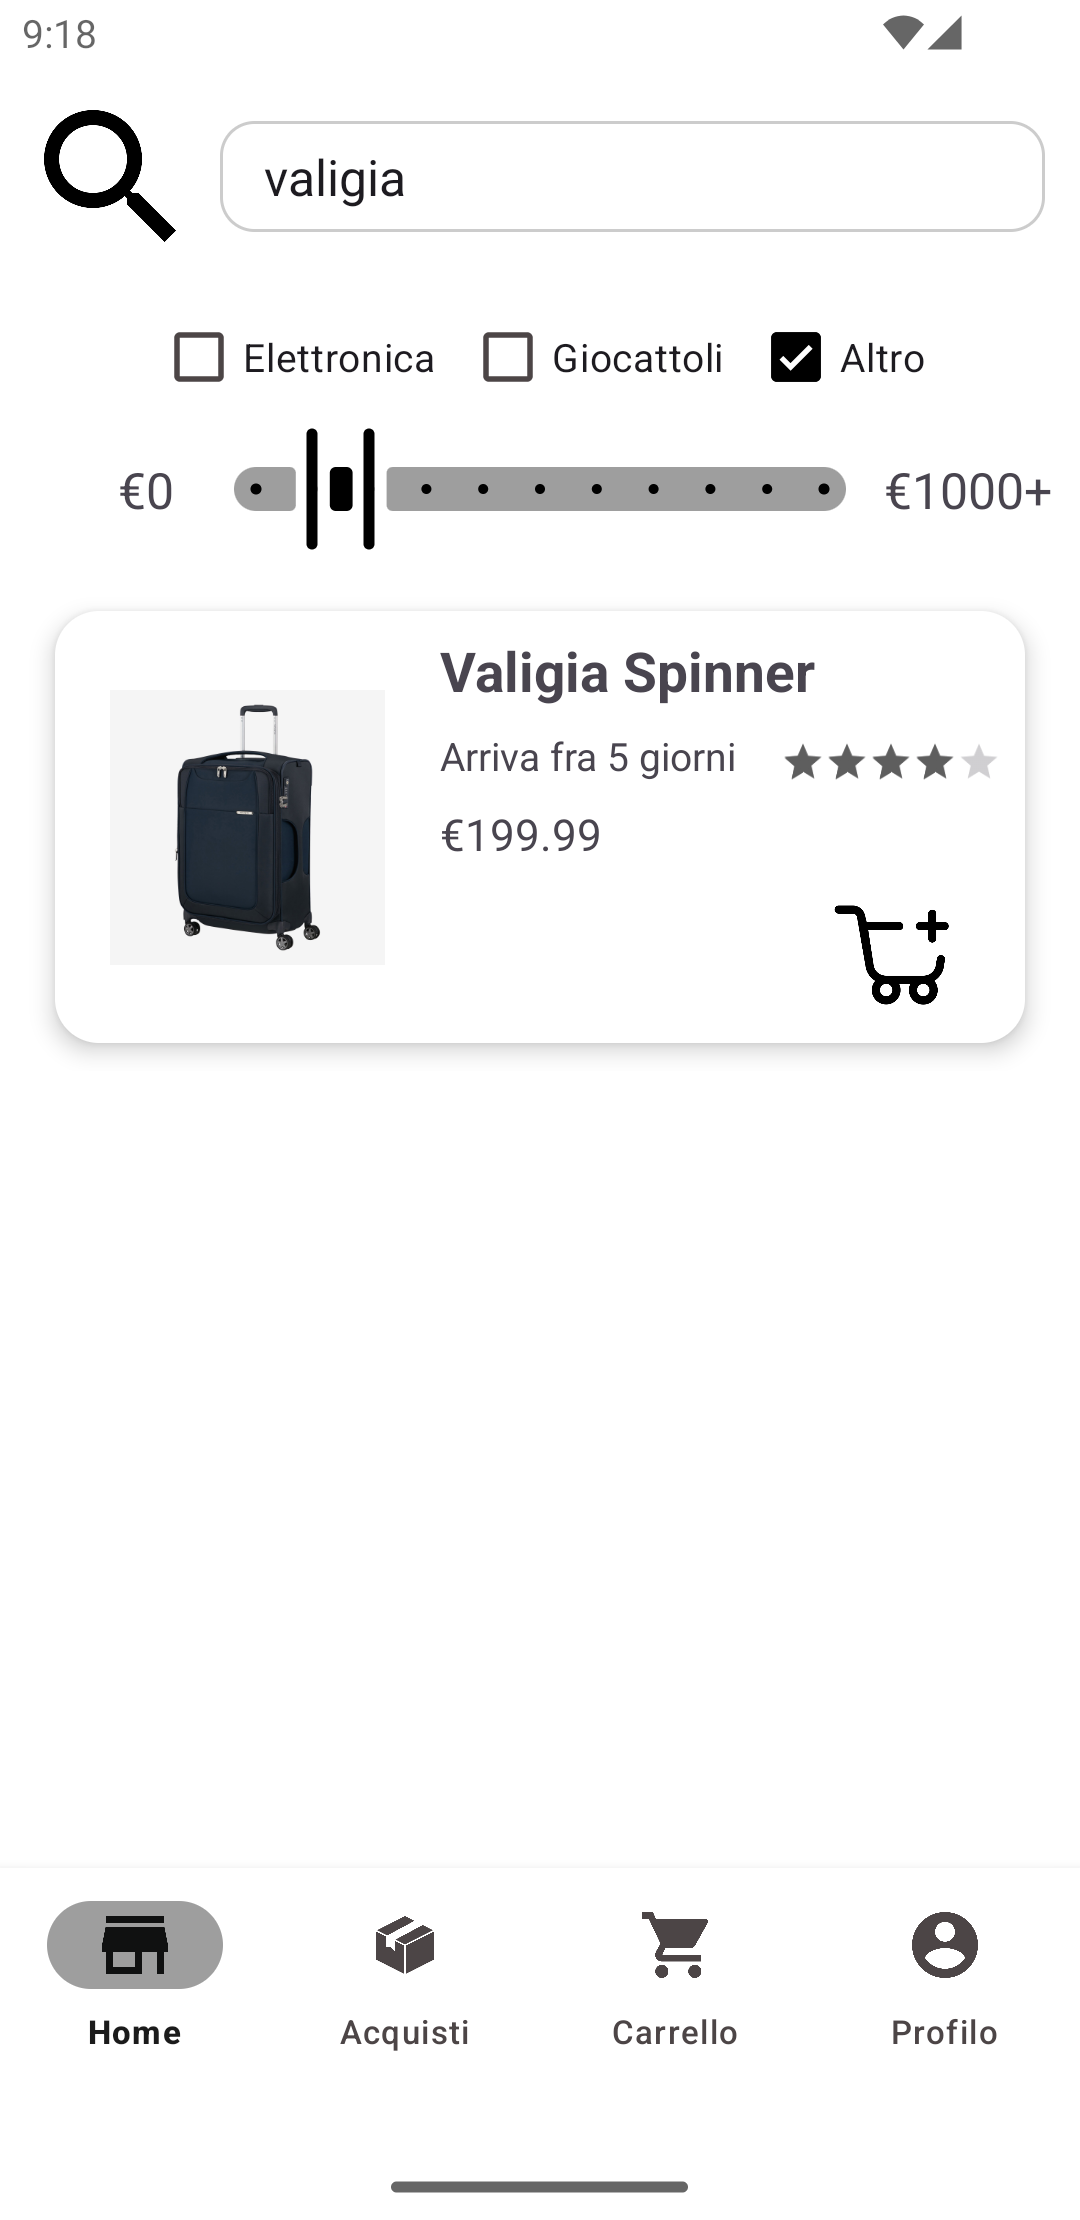 9:18
valigia
Elettronica Giocattoli Altro
€0 €1000+
Valigia Spinner
Arriva fra 5 giorni
€199.99
Home Acquisti Carrello Profilo